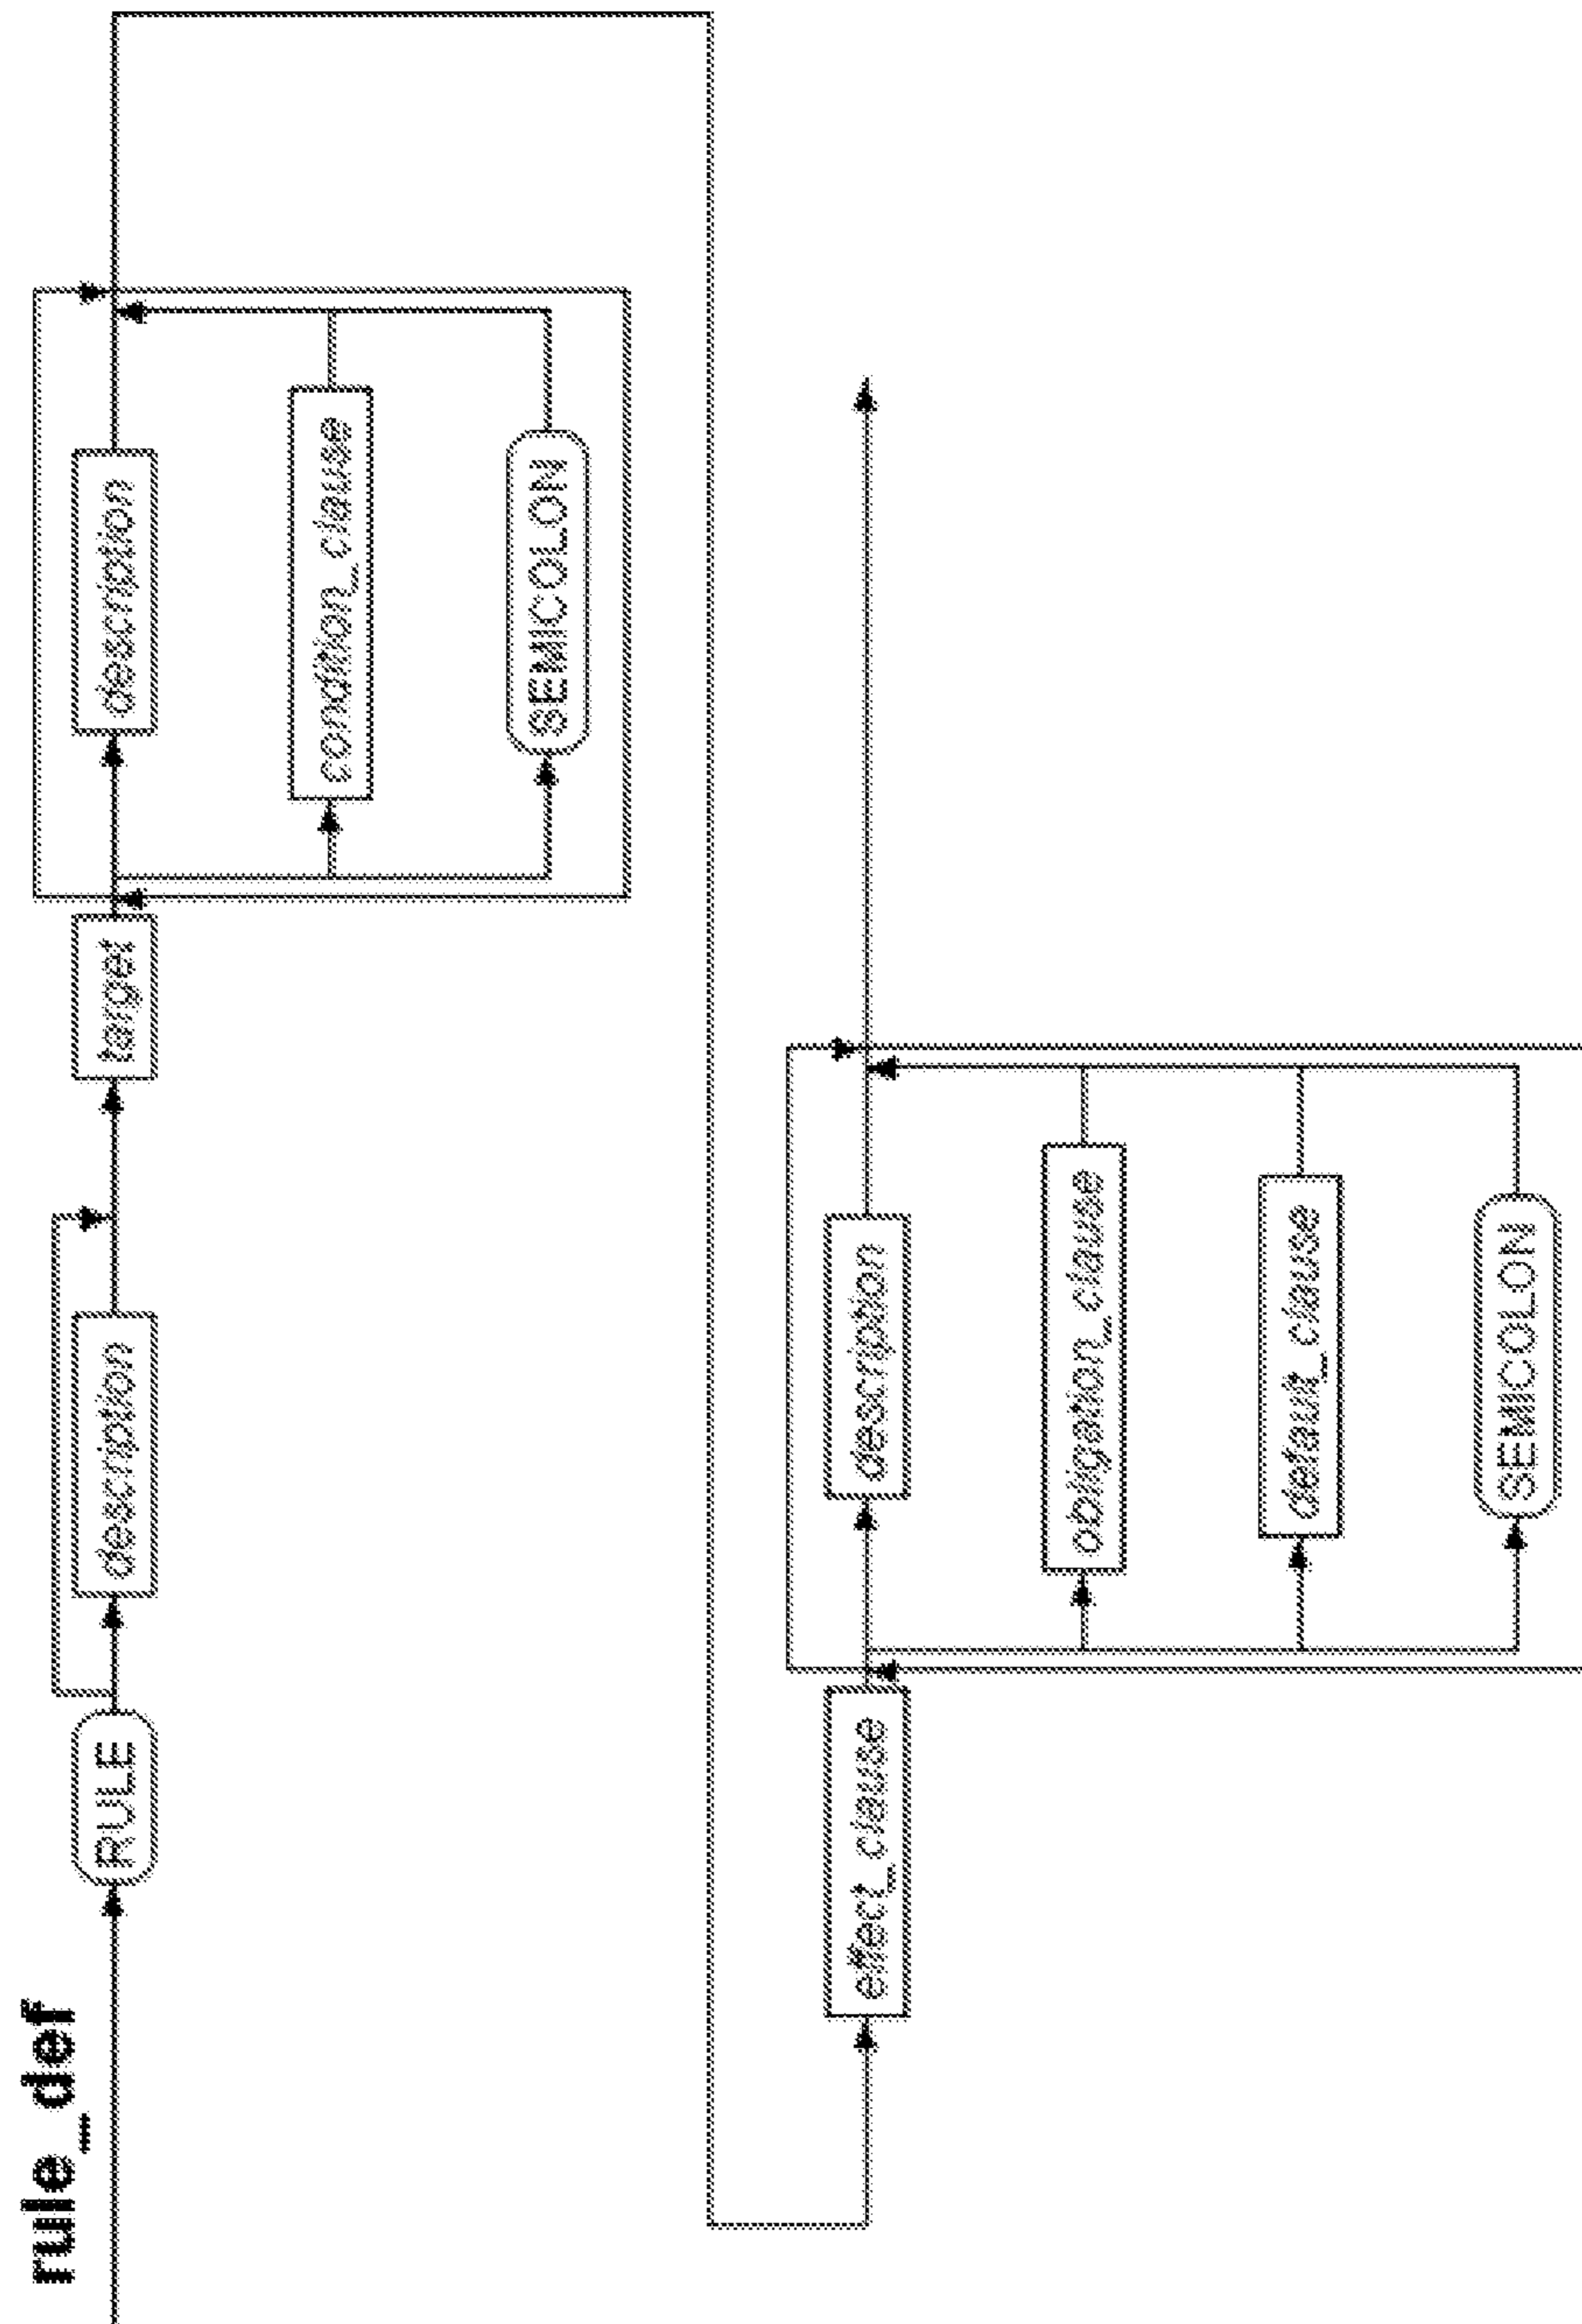 rule_def
RULE
description
target
description
condition_clause
SEMICOLON
effect_clause
description
obligation_clause
default_clause
SEMICOLON